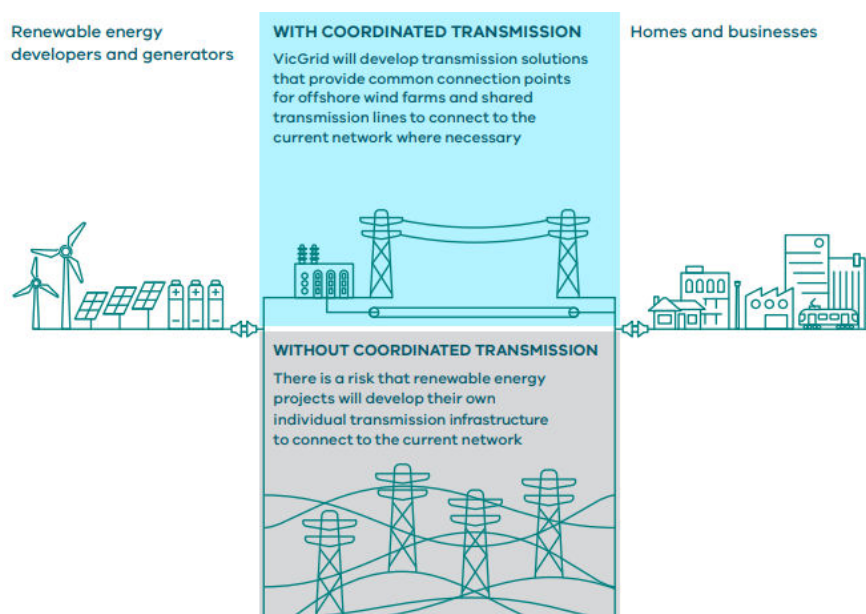 Renewable energy
developers and generators
WITH COORDINATED TRANSMISSION
VicGrid will develop transmission solutions
that provide common connection points
for offshore wind farms and shared
transmission lines to connect to the
current network where necessary
Homes and businesses
WITHOUT COORDINATED TRANSMISSION
There is a risk that renewable energy
projects will develop their own
individual transmission infrastructure
to connect to the current network